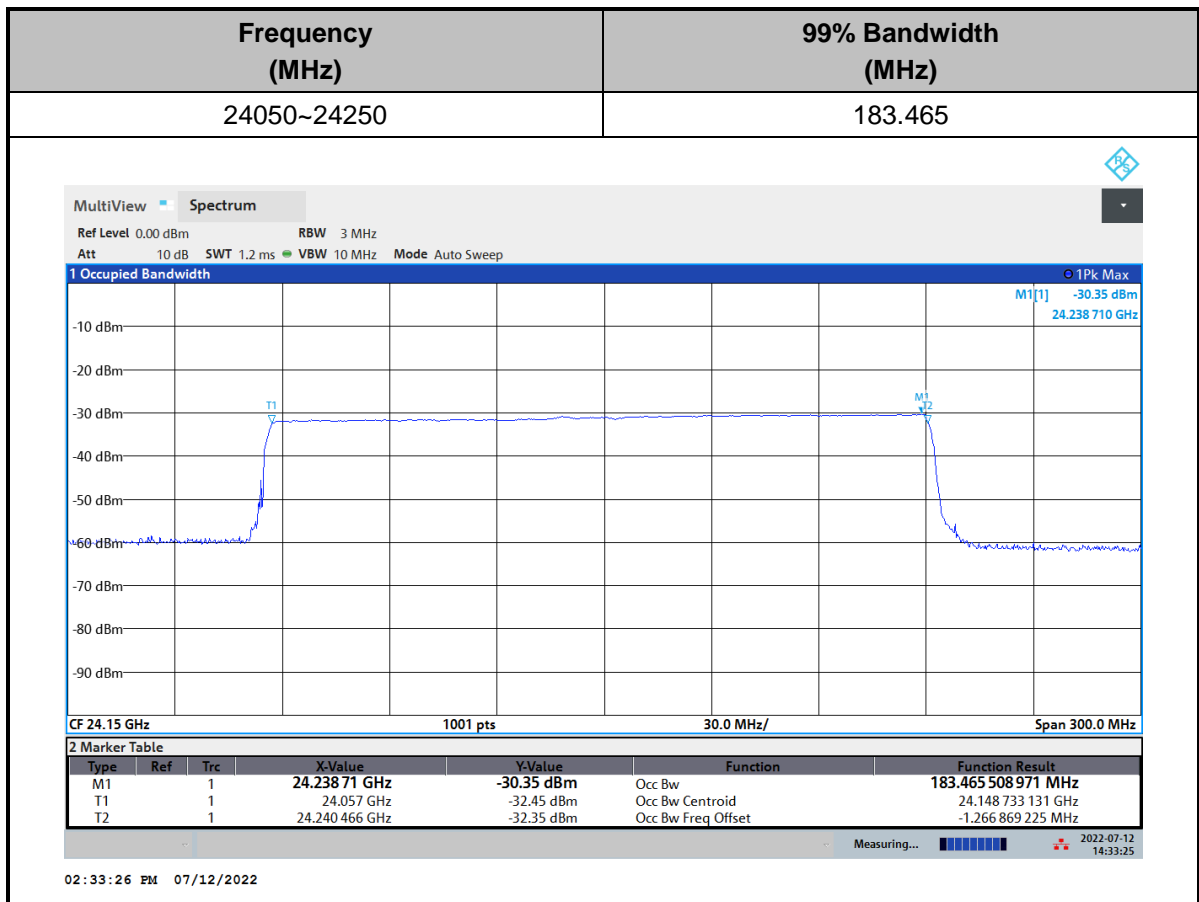 Frequency 99% Bandwidth
(MHz) (MHz)
24050~24250 183.465
R&S
MultiView Spectrum
Ref Level 0.00 dBm RBW 3 MHz
Att 10 dB SWT 1.2 ms VBW 10 MHz Mode Auto Sweep
1 Occupied Bandwidth 1Pk Max
M1[1] -30.35 dBm
24.238 710 GHz
-10 dBm
-20 dBm
M1
T1 T2
-30 dBm
-40 dBm
-50 dBm
-60 dBm
-70 dBm
-80 dBm
-90 dBm
CF 24.15 GHz 1001 pts 30.0 MHz/ Span 300.0 MHz
2 Marker Table
Type Ref Trc X-Value Y-Value Function Function Result
M1 1 24.238 71 GHz -30.35 dBm Occ Bw 183.465 508 971 MHz
T1 1 24.057 GHz -32.45 dBm Occ Bw Centroid 24.148 733 131 GHz
T2 1 24.240 466 GHz -32.35 dBm Occ Bw Freq Offset -1.266 869 225 MHz
Measuring... 2022-07-12
14:33:25
02:33:26 PM 07/12/2022